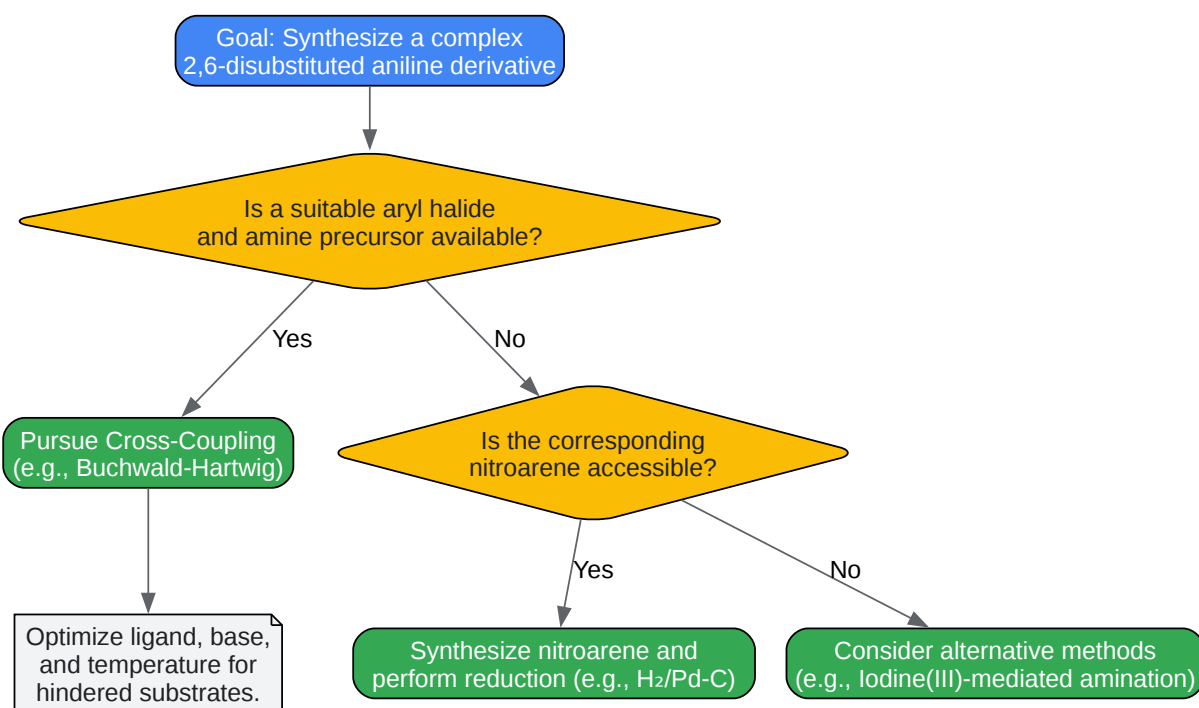 Goal: Synthesize a complex
2,6-disubstituted aniline derivative
Is a suitable aryl halide
and amine precursor available?
Yes
No
Pursue Cross-Coupling
(e.g., Buchwald-Hartwig)
Is the corresponding
nitroarene accessible?
Yes
No
Optimize ligand, base,
and temperature for
hindered substrates.
Synthesize nitroarene and
perform reduction (e.g., H₂/Pd-C)
Consider alternative methods
(e.g., Iodine(III)-mediated amination)